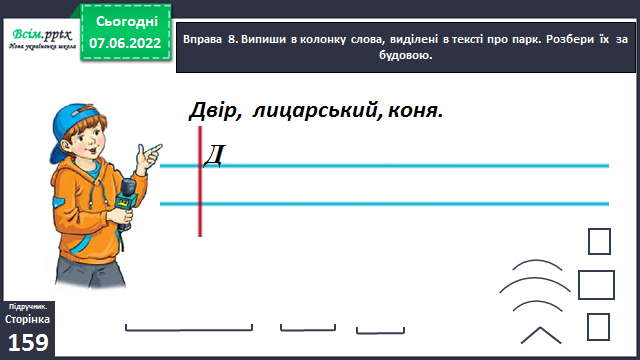 Всім.pptx
Нова українська школа
Сьогодні
07.06.2022
Вправа 8. Випиши в колонку слова, виділені в тексті про парк. Розбери їх за
будовою.
Двір, лицарський, коня.
Д
Підручник.
Сторінка
159